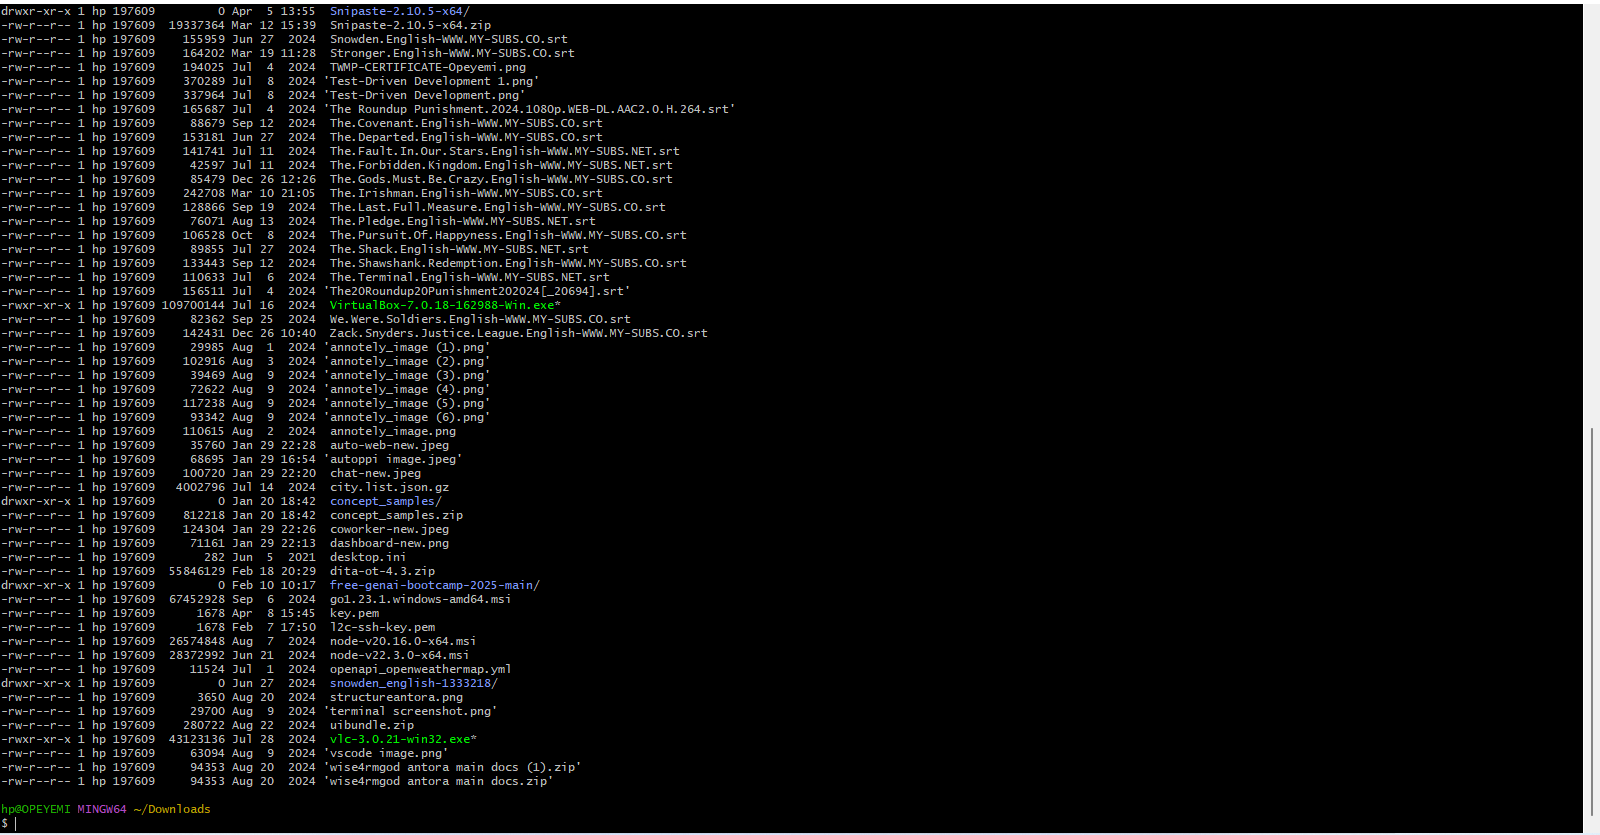 drwxr-xr-x 1 hp 197609         0 Apr  5 13:55  Snipaste-2.10.5-x64/
-rw-r--r-- 1 hp 197609  19337364 Mar 12 15:39  Snipaste-2.10.5-x64.zip
-rw-r--r-- 1 hp 197609    155959 Jun 27  2024  Snowden.English-WWW.MY-SUBS.CO.srt
-rw-r--r-- 1 hp 197609    164202 Mar 19 11:28  Stronger.English-WWW.MY-SUBS.CO.srt
-rw-r--r-- 1 hp 197609    194025 Jul  4  2024  TWMP-CERTIFICATE-Opeyemi.png
-rw-r--r-- 1 hp 197609    370289 Jul  8  2024 'Test-Driven Development 1.png'
-rw-r--r-- 1 hp 197609    337964 Jul  8  2024 'Test-Driven Development.png'
-rw-r--r-- 1 hp 197609    165687 Jul  4  2024 'The Roundup Punishment.2024.1080p.WEB-DL.AAC2.0.H.264.srt'
-rw-r--r-- 1 hp 197609     88679 Sep 12  2024  The.Covenant.English-WWW.MY-SUBS.CO.srt
-rw-r--r-- 1 hp 197609    153181 Jun 27  2024  The.Departed.English-WWW.MY-SUBS.CO.srt
-rw-r--r-- 1 hp 197609    141741 Jul 11  2024  The.Fault.In.Our.Stars.English-WWW.MY-SUBS.NET.srt
-rw-r--r-- 1 hp 197609     42597 Jul 11  2024  The.Forbidden.Kingdom.English-WWW.MY-SUBS.NET.srt
-rw-r--r-- 1 hp 197609     85479 Dec 26 12:26  The.Gods.Must.Be.Crazy.English-WWW.MY-SUBS.CO.srt
-rw-r--r-- 1 hp 197609    242708 Mar 10 21:05  The.Irishman.English-WWW.MY-SUBS.CO.srt
-rw-r--r-- 1 hp 197609    128866 Sep 19  2024  The.Last.Full.Measure.English-WWW.MY-SUBS.CO.srt
-rw-r--r-- 1 hp 197609     76071 Aug 13  2024  The.Pledge.English-WWW.MY-SUBS.NET.srt
-rw-r--r-- 1 hp 197609    106528 Oct  8  2024  The.Pursuit.Of.Happyness.English-WWW.MY-SUBS.CO.srt
-rw-r--r-- 1 hp 197609     89855 Jul 27  2024  The.Shack.English-WWW.MY-SUBS.NET.srt
-rw-r--r-- 1 hp 197609    133443 Sep 12  2024  The.Shawshank.Redemption.English-WWW.MY-SUBS.CO.srt
-rw-r--r-- 1 hp 197609    110633 Jul  6  2024  The.Terminal.English-WWW.MY-SUBS.NET.srt
-rw-r--r-- 1 hp 197609    156511 Jul  4  2024 'The20Roundup20Punishment202024[_20694].srt'
-rwxr-xr-x 1 hp 197609 109700144 Jul 16  2024  VirtualBox-7.0.18-162988-Win.exe*
-rw-r--r-- 1 hp 197609     82362 Sep 25  2024  We.Were.Soldiers.English-WWW.MY-SUBS.CO.srt
-rw-r--r-- 1 hp 197609    142431 Dec 26 10:40  Zack.Snyders.Justice.League.English-WWW.MY-SUBS.CO.srt
-rw-r--r-- 1 hp 197609     29985 Aug  1  2024 'annotely_image (1).png'
-rw-r--r-- 1 hp 197609    102916 Aug  3  2024 'annotely_image (2).png'
-rw-r--r-- 1 hp 197609     39469 Aug  9  2024 'annotely_image (3).png'
-rw-r--r-- 1 hp 197609     72622 Aug  9  2024 'annotely_image (4).png'
-rw-r--r-- 1 hp 197609    117238 Aug  9  2024 'annotely_image (5).png'
-rw-r--r-- 1 hp 197609     93342 Aug  9  2024 'annotely_image (6).png'
-rw-r--r-- 1 hp 197609    110615 Aug  2  2024  annotely_image.png
-rw-r--r-- 1 hp 197609     35760 Jan 29 22:28  auto-web-new.jpeg
-rw-r--r-- 1 hp 197609     68695 Jan 29 16:54 'autoppi image.jpeg'
-rw-r--r-- 1 hp 197609    100720 Jan 29 22:20  chat-new.jpeg
-rw-r--r-- 1 hp 197609   4002796 Jul 14  2024  city.list.json.gz
drwxr-xr-x 1 hp 197609         0 Jan 20 18:42  concept_samples/
-rw-r--r-- 1 hp 197609    812218 Jan 20 18:42  concept_samples.zip
-rw-r--r-- 1 hp 197609    124304 Jan 29 22:26  coworker-new.jpeg
-rw-r--r-- 1 hp 197609     71161 Jan 29 22:13  dashboard-new.png
-rw-r--r-- 1 hp 197609       282 Jun  5  2021  desktop.ini
-rw-r--r-- 1 hp 197609  55846129 Feb 18 20:29  dita-ot-4.3.zip
drwxr-xr-x 1 hp 197609         0 Feb 10 10:17  free-genai-bootcamp-2025-main/
-rw-r--r-- 1 hp 197609  67452928 Sep  6  2024  go1.23.1.windows-amd64.msi
-rw-r--r-- 1 hp 197609      1678 Apr  8 15:45  key.pem
-rw-r--r-- 1 hp 197609      1678 Feb  7 17:50  l2c-ssh-key.pem
-rw-r--r-- 1 hp 197609  26574848 Aug  7  2024  node-v20.16.0-x64.msi
-rw-r--r-- 1 hp 197609  28372992 Jun 21  2024  node-v22.3.0-x64.msi
-rw-r--r-- 1 hp 197609     11524 Jul  1  2024  openapi_openweathermap.yml
drwxr-xr-x 1 hp 197609         0 Jun 27  2024  snowden_english-1333218/
-rw-r--r-- 1 hp 197609      3650 Aug 20  2024  structureantora.png
-rw-r--r-- 1 hp 197609     29700 Aug  9  2024 'terminal screenshot.png'
-rw-r--r-- 1 hp 197609    280722 Aug 22  2024  uibundle.zip
-rwxr-xr-x 1 hp 197609  43123136 Jul 28  2024  vlc-3.0.21-win32.exe*
-rw-r--r-- 1 hp 197609     63094 Aug  9  2024 'vscode image.png'
-rw-r--r-- 1 hp 197609     94353 Aug 20  2024 'wise4rmgod antora main docs (1).zip'
-rw-r--r-- 1 hp 197609     94353 Aug 20  2024 'wise4rmgod antora main docs.zip'
hp@OPEYEMI MINGW64 ~/Downloads
$